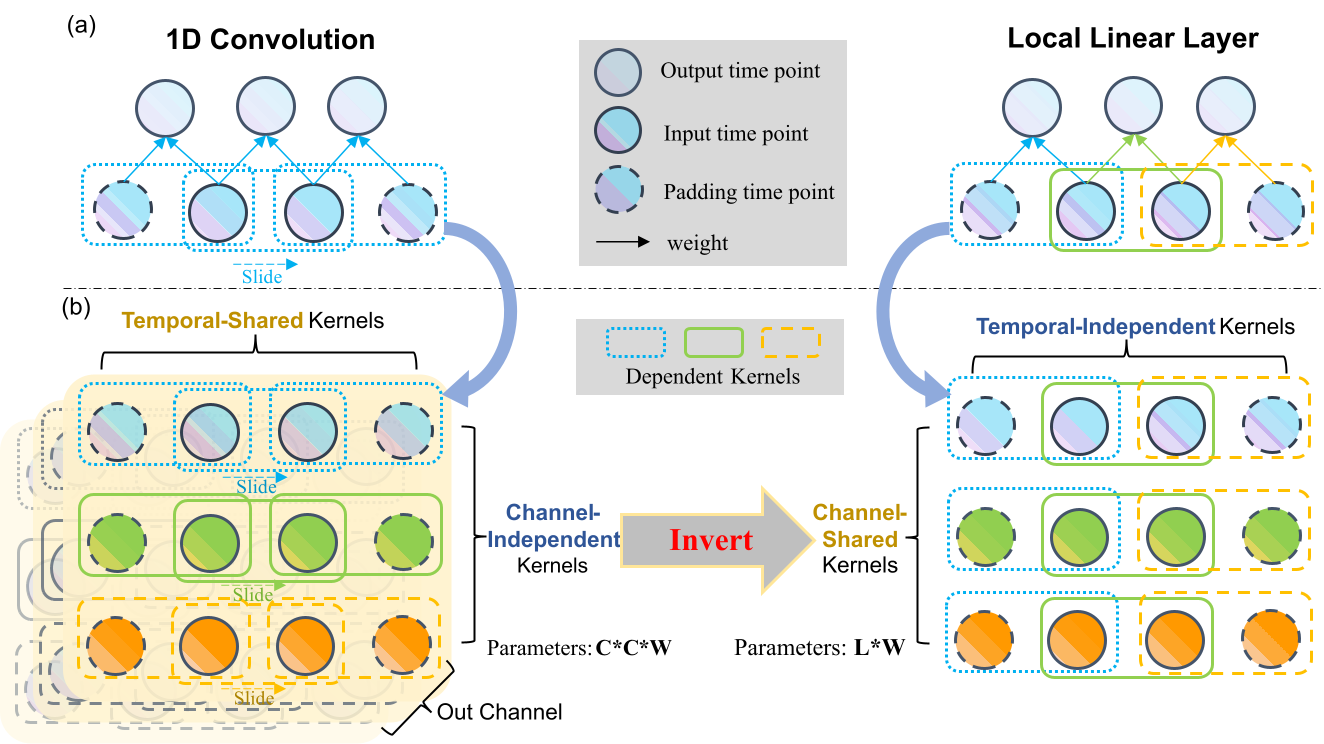 (a)
1D Convolution
Local Linear Layer
Output time point
Input time point
Padding time point
weight
Slide
(b)
Temporal-Shared Kernels
Dependent Kernels
Temporal-Independent Kernels
Slide
Slide
Slide
Channel-
Independent
Kernels
Invert
Channel-
Shared
Kernels
Parameters: C*C*W
Parameters: L*W
Out Channel